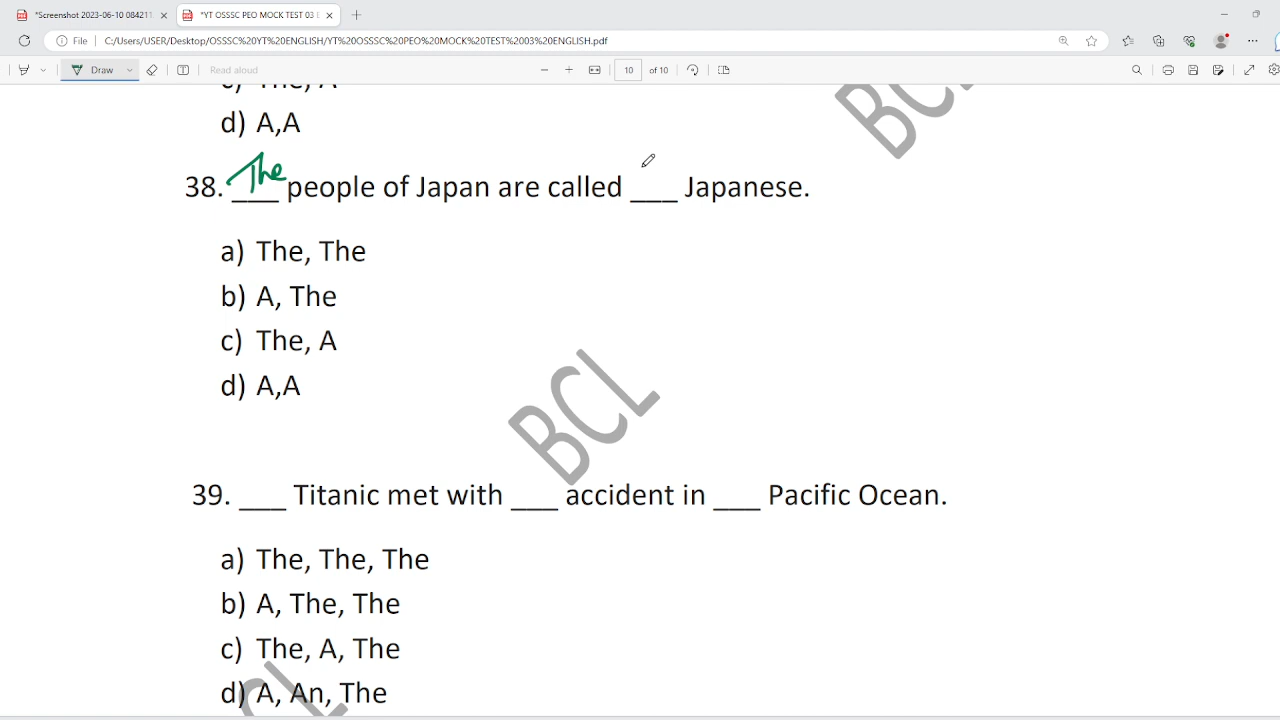 *Screenshot 2023-06-10 084211
*YT OSSSC PEO MOCK TEST 03
File
C:/Users/USER/Desktop/OSSSC%20YT%20ENGLISH/YT%20OSSSC%20PEO%20MOCK%20TEST%2003%20ENGLISH.pdf
Draw
Read aloud
10 of 10
c) The, A
d) A,A
38. The ___ people of Japan are called ___ Japanese.
a) The, The
b) A, The
c) The, A
d) A,A
BCL
BCL
39. ___ Titanic met with ___ accident in ___ Pacific Ocean.
a) The, The, The
b) A, The, The
c) The, A, The
d) A, An, The